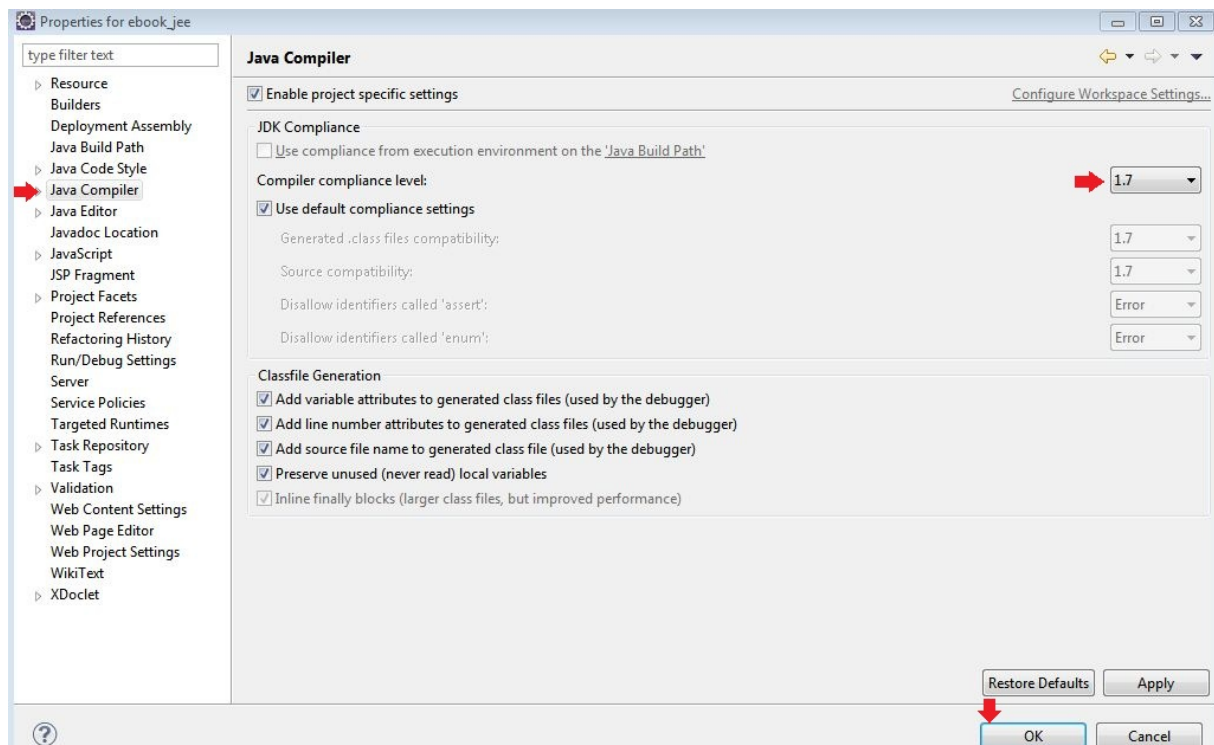 Properties for ebook_jee
type filter text
Resource
Builders
Deployment Assembly
Java Build Path
Java Code Style
Java Compiler
Java Editor
Javadoc Location
JavaScript
JSP Fragment
Project Facets
Project References
Refactoring History
Run/Debug Settings
Server
Service Policies
Targeted Runtimes
Task Repository
Task Tags
Validation
Web Content Settings
Web Page Editor
Web Project Settings
WikiText
XDoclet
Java Compiler
Enable project specific settings Configure Workspace Settings...
JDK Compliance
Use compliance from execution environment on the 'Java Build Path'
Compiler compliance level: 1.7
Use default compliance settings
Generated .class files compatibility: 1.7
Source compatibility: 1.7
Disallow identifiers called 'assert': Error
Disallow identifiers called 'enum': Error
Classfile Generation
Add variable attributes to generated class files (used by the debugger)
Add line number attributes to generated class files (used by the debugger)
Add source file name to generated class file (used by the debugger)
Preserve unused (never read) local variables
Inline finally blocks (larger class files, but improved performance)
Restore Defaults Apply
? OK Cancel